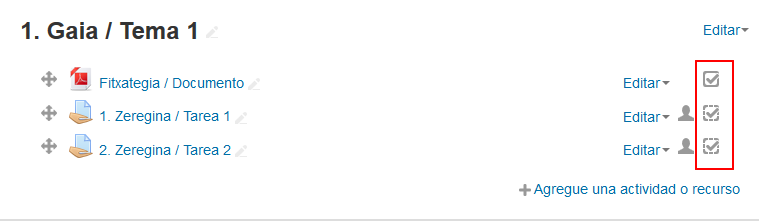 1. Gaia / Tema 1 Editar
Fitxategia / Documento Editar
1. Zeregina / Tarea 1 Editar
2. Zeregina / Tarea 2 Editar
Agregue una actividad o recurso